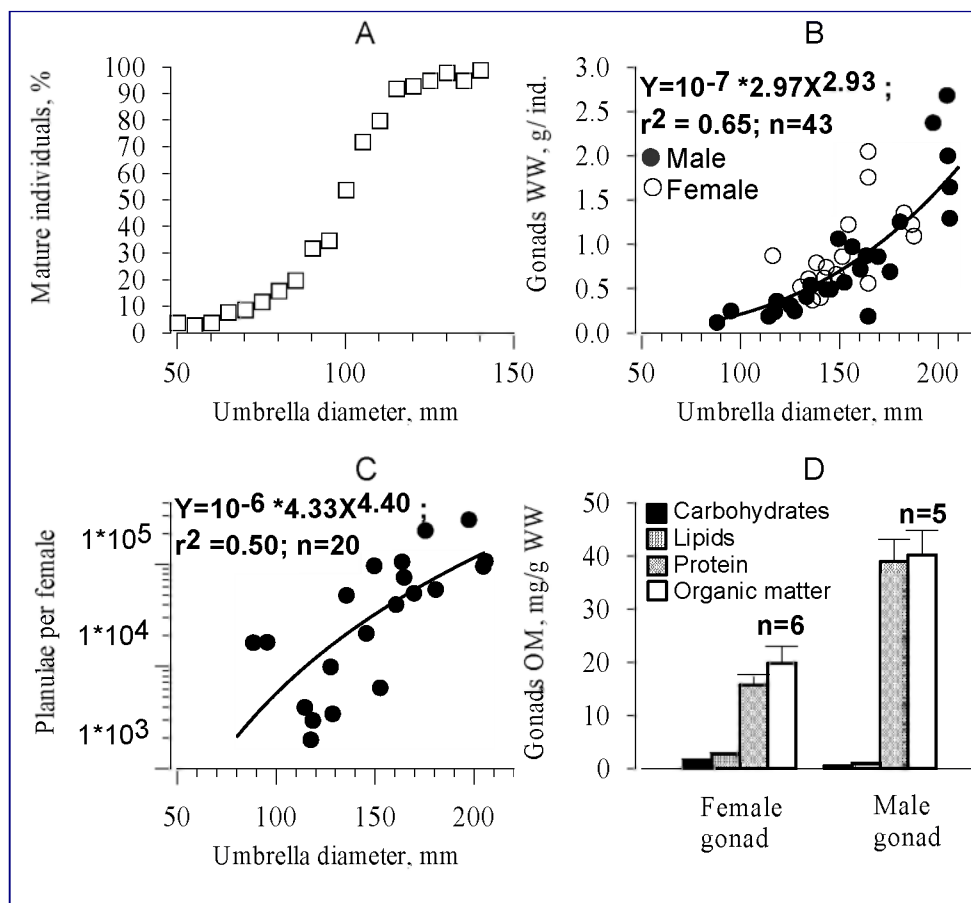 A
Mature individuals, %
100
90
80
70
60
50
40
30
20
10
0
50
100
150
Umbrella diameter, mm
B
Gonads WW, g/ ind.
3.0
2.5
2.0
1.5
1.0
0.5
0.0
Y=10-7 *2.97X2.93 ;
r2 = 0.65; n=43
Male
Female
50
100
150
200
Umbrella diameter, mm
C
Planulae per female
Y=10-6 *4.33X4.40 ;
r2 =0.50; n=20
1*105
1*104
1*103
50
100
150
200
Umbrella diameter, mm
D
Gonads OM, mg/g WW
50
40
30
20
10
0
Carbohydrates
Lipids
Protein
Organic matter
n=5
n=6
Female
gonad
Male
gonad